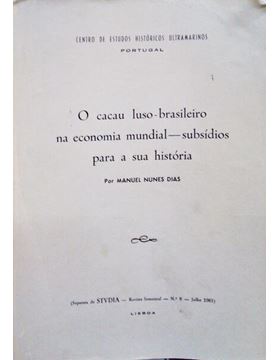 CENTRO DE ESTUDOS HISTÓRICOS ULTRAMARINOS
PORTUGAL
O cacau luso-brasileiro
na economia mundial—subsídios
para a sua história
Por MANUEL NUNES DIAS
(Separata de STVDIA — Revista Semestral — N.º 8 — Julho 1961)
LISBOA